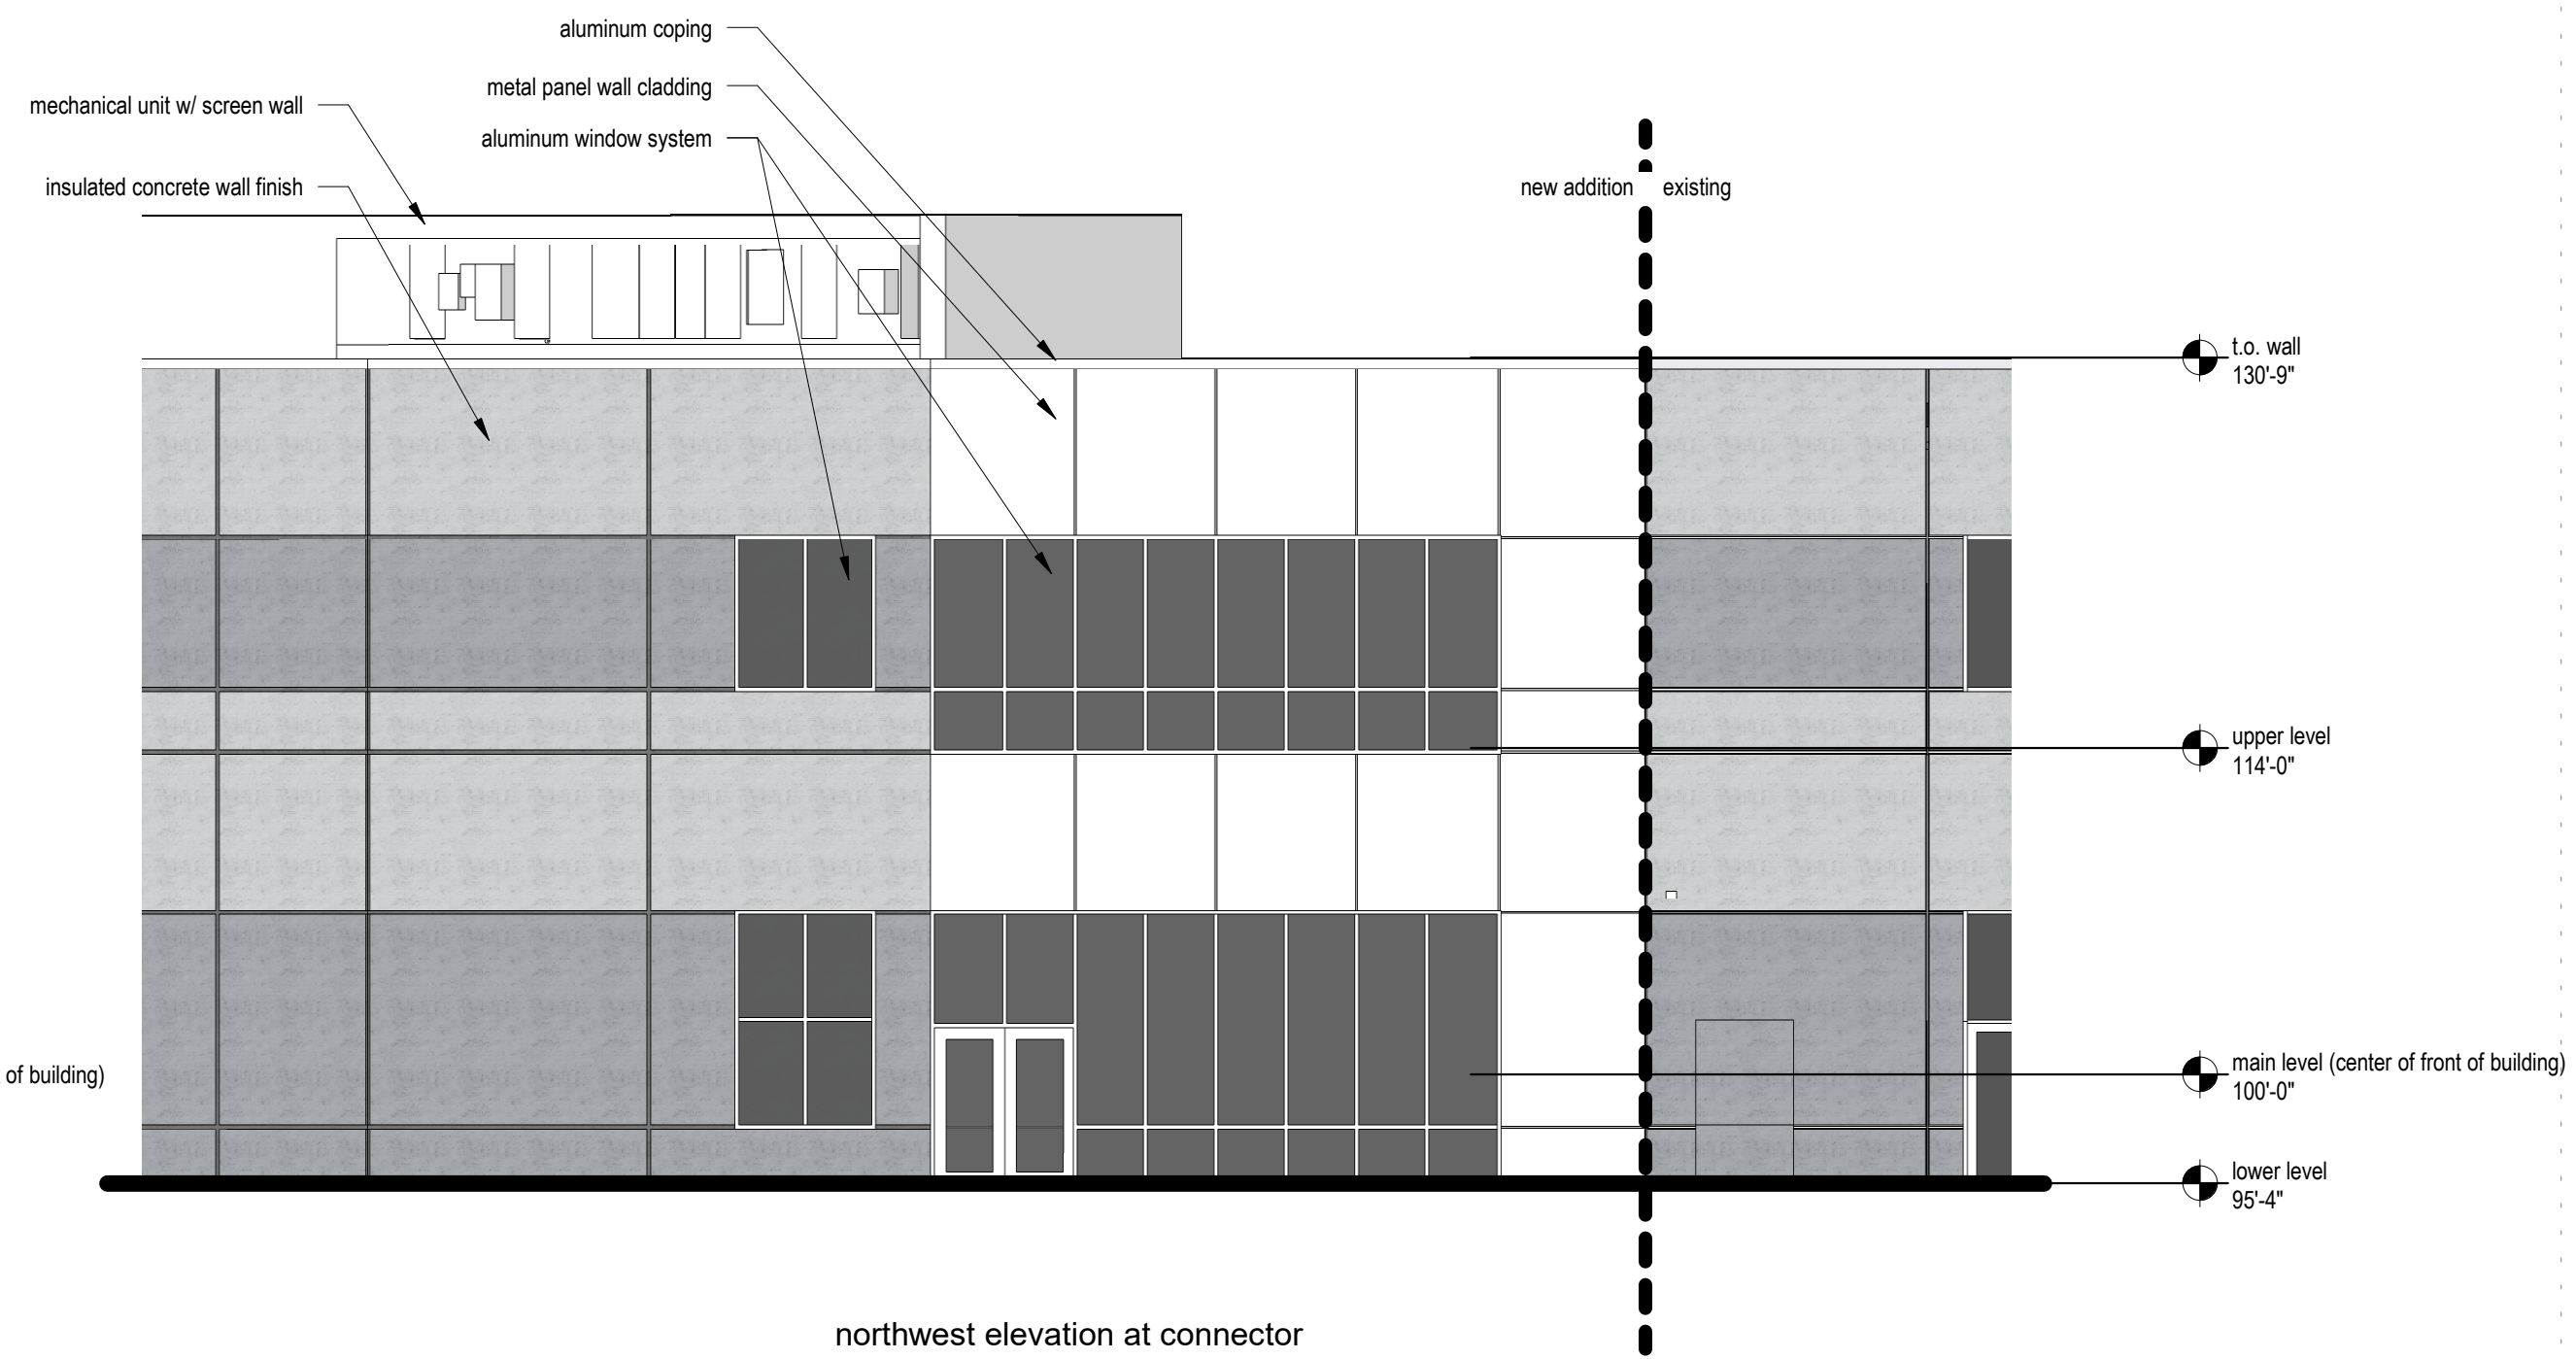 aluminum coping
metal panel wall cladding
mechanical unit w/ screen wall
aluminum window system
insulated concrete wall finish
new addition existing
t.o. wall
130'-9"
upper level
114'-0"
main level (center of front of building)
100'-0"
of building)
lower level
95'-4"
northwest elevation at connector